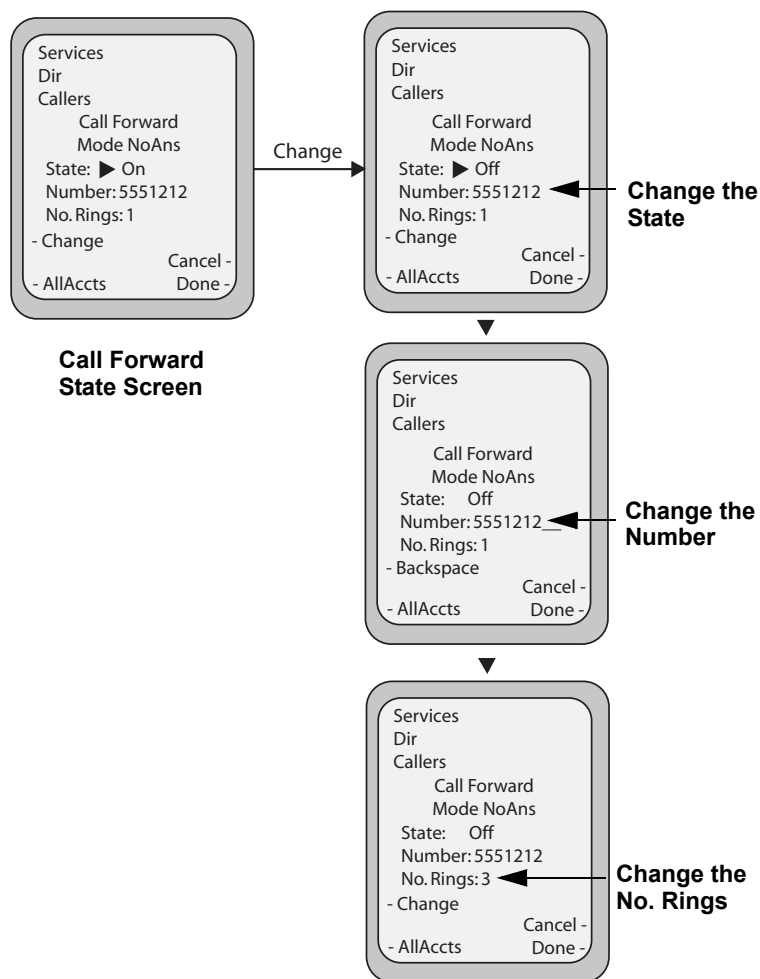 Services
Dir
Callers
Call Forward
Mode NoAns
State: ▶ On
Number: 5551212
No. Rings: 1
- Change
Cancel -
- AllAccts Done -
Call Forward
State Screen
Change
Services
Dir
Callers
Call Forward
Mode NoAns
State: ▶ Off
Number: 5551212
No. Rings: 1
- Change
Cancel -
- AllAccts Done -
Change the
State
Services
Dir
Callers
Call Forward
Mode NoAns
State: Off
Number: 5551212__
No. Rings: 1
- Backspace
Cancel -
- AllAccts Done -
Change the
Number
Services
Dir
Callers
Call Forward
Mode NoAns
State: Off
Number: 5551212
No. Rings: 3
- Change
Cancel -
- AllAccts Done -
Change the
No. Rings